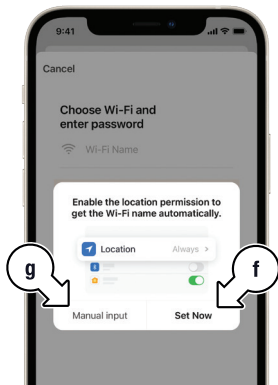 9:41
Cancel
Choose Wi-Fi and
enter password
Wi-Fi Name
Enable the location permission to
get the Wi-Fi name automatically.
Location Always >
g
f
Manual input Set Now